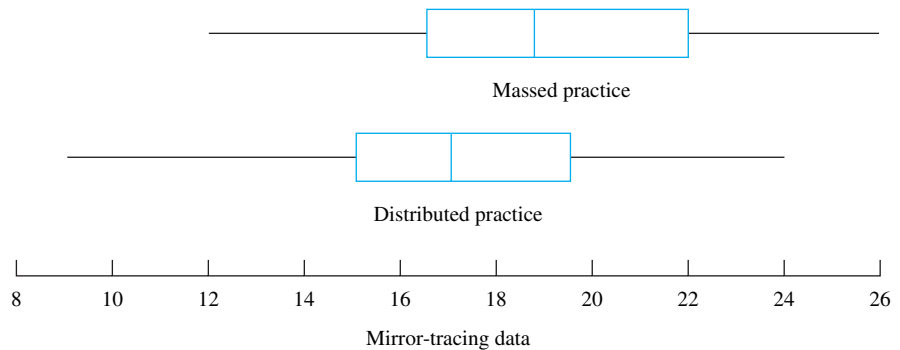 Massed practice
Distributed practice
8 10 12 14 16 18 20 22 24 26
Mirror-tracing data